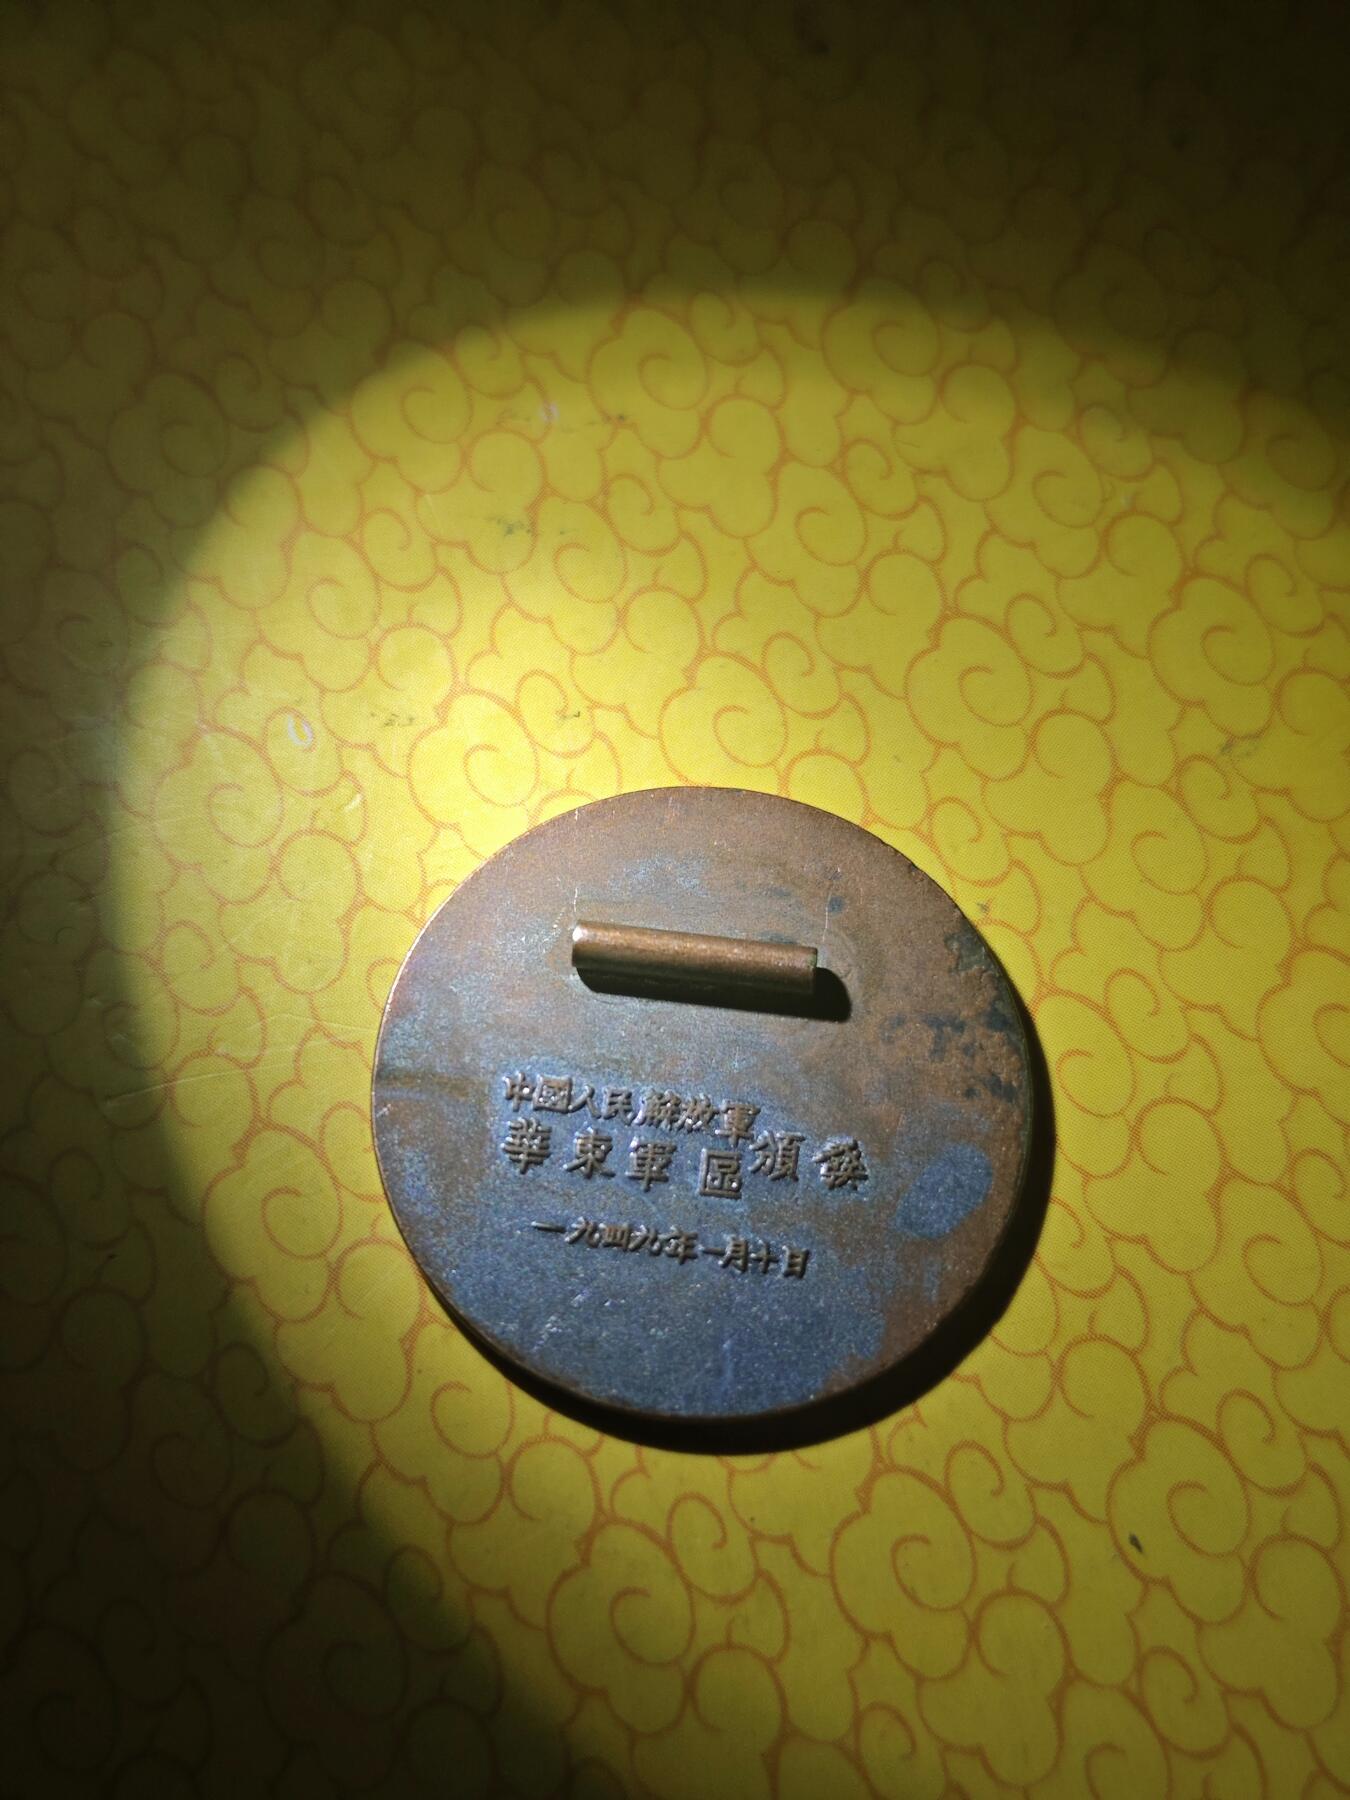 中國人民解放軍
華東軍區頒發
一九四九年一月十日